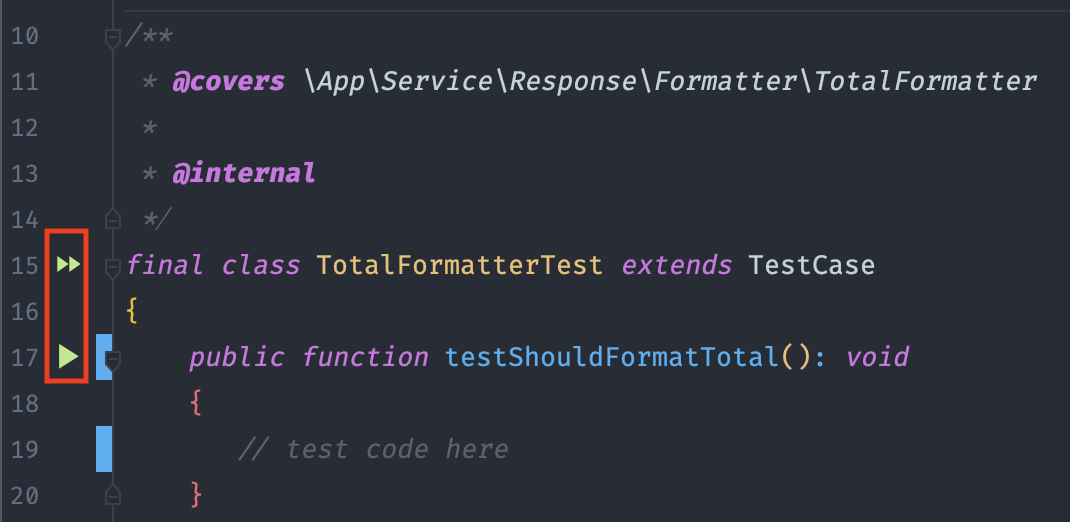 10 /**
11 * @covers \App\Service\Response\Formatter\TotalFormatter
12 *
13 * @internal
14 */
15 final class TotalFormatterTest extends TestCase
16 {
17 public function testShouldFormatTotal(): void
18 {
19 // test code here
20 }